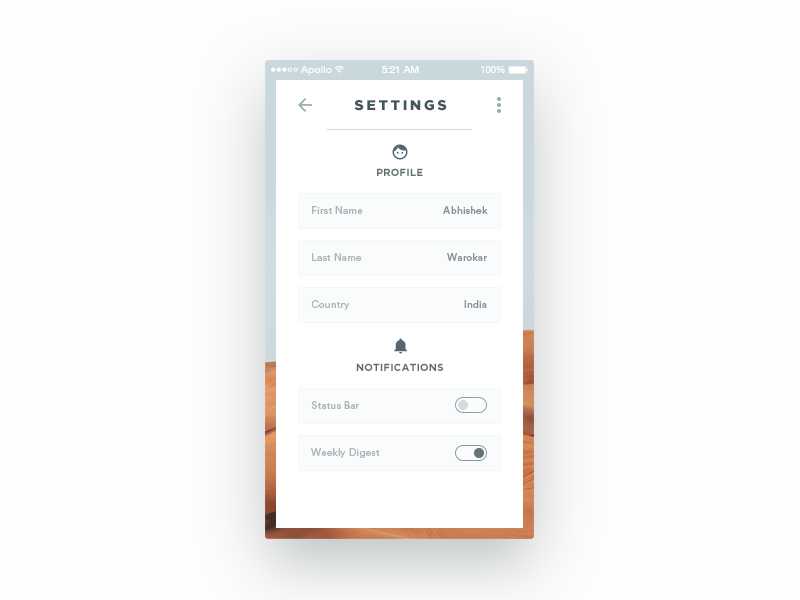 Apollo 5:21 AM 100%
SETTINGS
PROFILE
First Name Abhishek
Last Name Warokar
Country India
NOTIFICATIONS
Status Bar
Weekly Digest